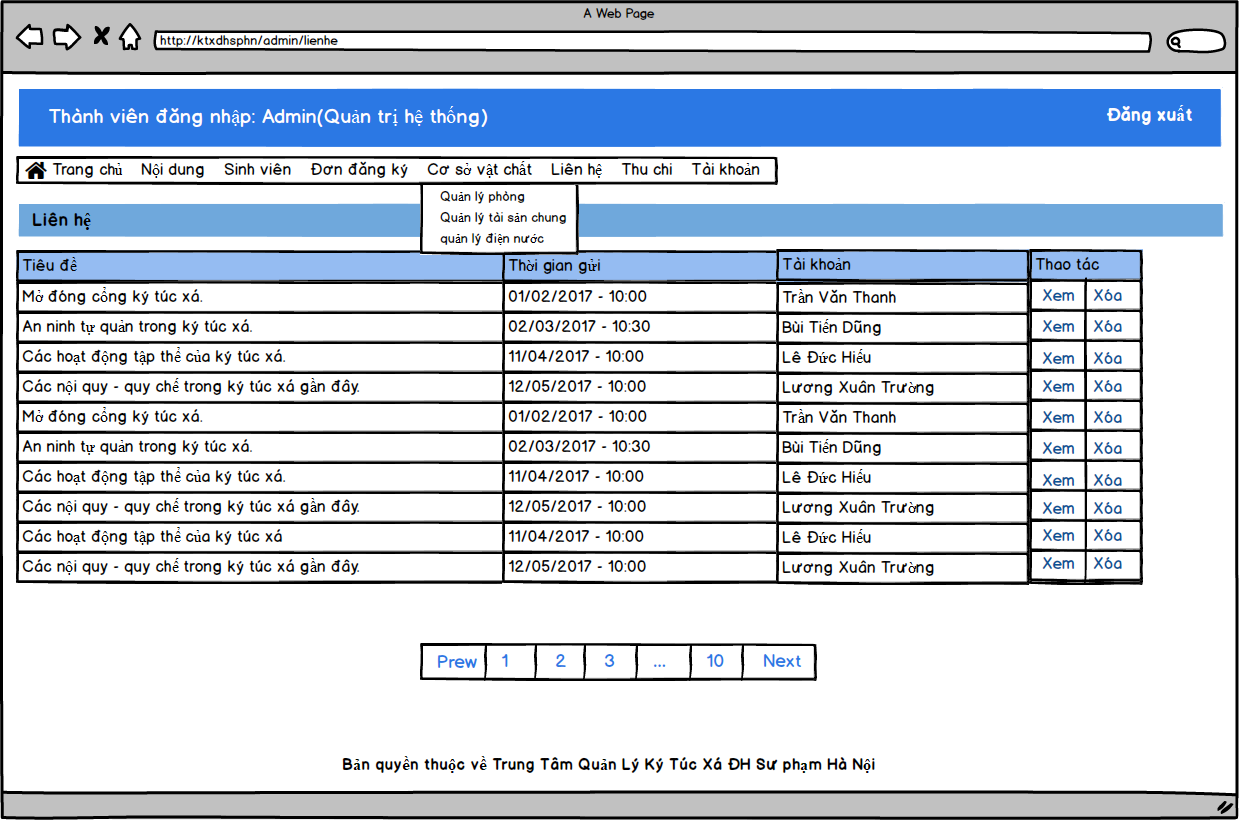 A Web Page
http://ktxdhsphn/admin/lienhe
Thành viên đăng nhập: Admin(Quản trị hệ thống)
Đăng xuất
Trang chủ Nội dung Sinh viên Đơn đăng ký Cơ sở vật chất Liên hệ Thu chi Tài khoản
Quản lý phòng
Quản lý tài sản chung
quản lý điện nước
Liên hệ
Tiêu đề Thời gian gửi Tài khoản Thao tác
Mở đóng cổng ký túc xá. 01/02/2017 - 10:00 Trần Văn Thanh Xem Xóa
An ninh tự quản trong ký túc xá. 02/03/2017 - 10:30 Bùi Tiến Dũng Xem Xóa
Các hoạt động tập thể của ký túc xá. 11/04/2017 - 10:00 Lê Đức Hiếu Xem Xóa
Các nội quy - quy chế trong ký túc xá gần đây. 12/05/2017 - 10:00 Lương Xuân Trường Xem Xóa
Mở đóng cổng ký túc xá. 01/02/2017 - 10:00 Trần Văn Thanh Xem Xóa
An ninh tự quản trong ký túc xá. 02/03/2017 - 10:30 Bùi Tiến Dũng Xem Xóa
Các hoạt động tập thể của ký túc xá. 11/04/2017 - 10:00 Lê Đức Hiếu Xem Xóa
Các nội quy - quy chế trong ký túc xá gần đây. 12/05/2017 - 10:00 Lương Xuân Trường Xem Xóa
Các hoạt động tập thể của ký túc xá 11/04/2017 - 10:00 Lê Đức Hiếu Xem Xóa
Các nội quy - quy chế trong ký túc xá gần đây. 12/05/2017 - 10:00 Lương Xuân Trường Xem Xóa
Prew 1 2 3 ... 10 Next
Bản quyền thuộc về Trung Tâm Quản Lý Ký Túc Xá ĐH Sư phạm Hà Nội